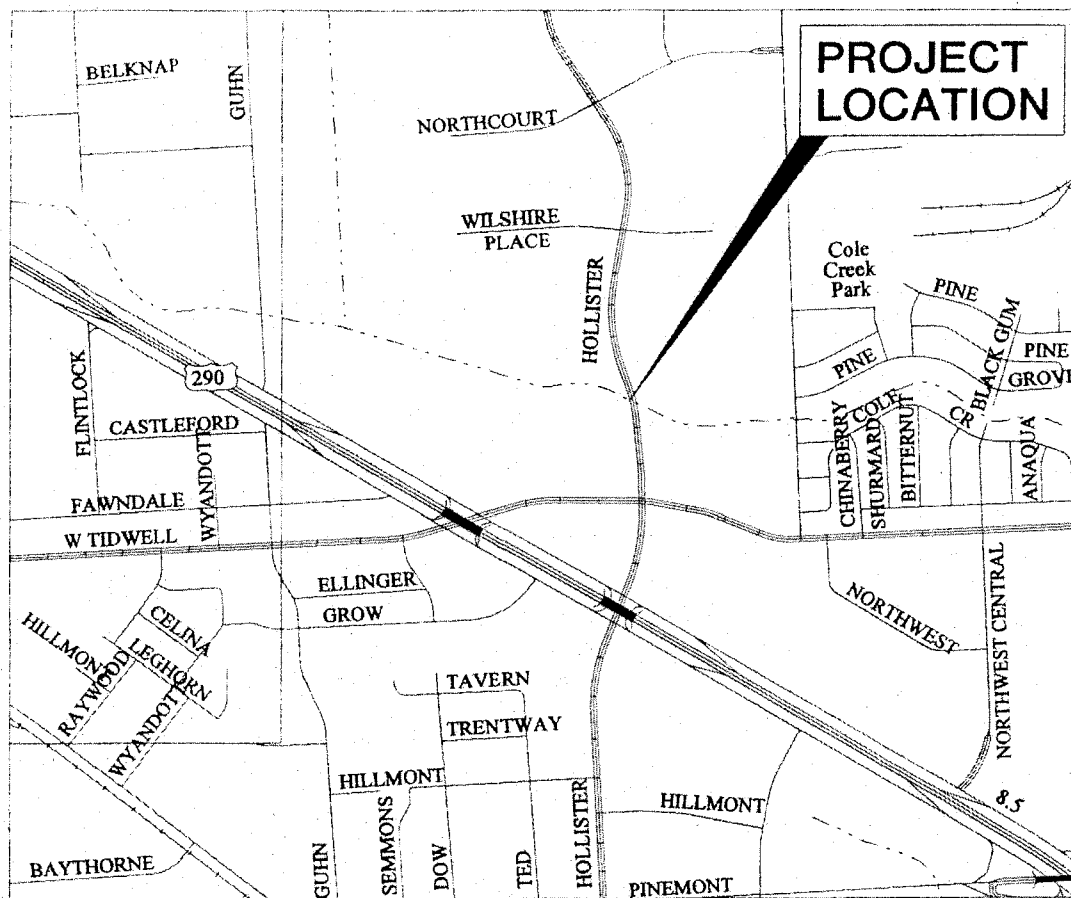 PROJECT
LOCATION
BELKNAP
GUHN
NORTHCOURT
WILSHIRE
PLACE
HOLLISTER
Cole
Creek
Park
PINE
BLACK GUM
PINE
GROVE
PINE
COLE
CR
CHINABERRY
SHURMARD
BITTERNUT
ANAQUA
290
FLINTLOCK
CASTLEFORD
WYANDOTT
FAWNDALE
W TIDWELL
ELLINGER
GROW
CELINA
HILLMONT
LEGHORN
RAYWOOD
WYANDOTT
NORTHWEST
NORTHWEST CENTRAL
TAVERN
TRENTWAY
HILLMONT
SEMMONS
HOLLISTER
HILLMONT
8.5
BAYTHORNE
GUHN
DOW
TED
PINEMONT